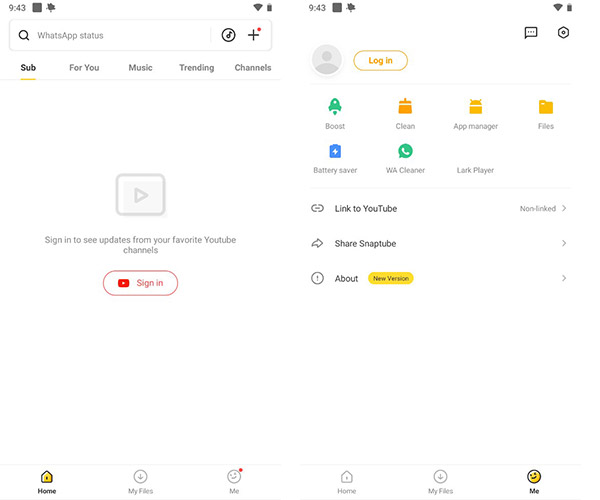 9:43
WhatsApp status
Sub For You Music Trending Channels
Sign in to see updates from your favorite Youtube
channels
Sign in
Home My Files Me
9:43
Log in
Boost Clean App manager Files
Battery saver WA Cleaner Lark Player
Link to YouTube Non-linked
Share Snaptube
About New Version
Home My Files Me